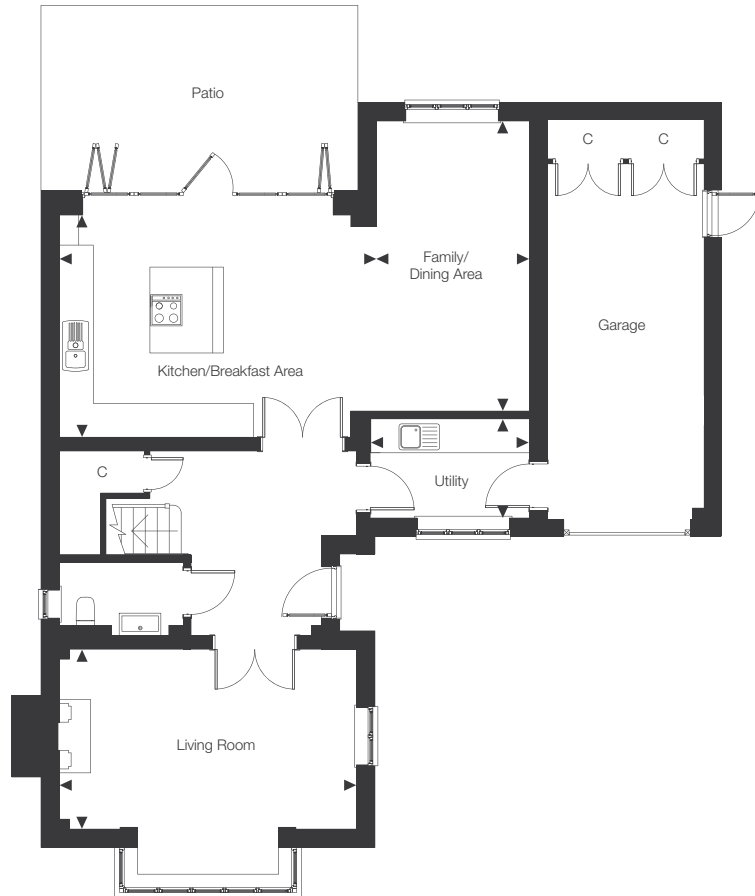 Patio
C
C
Family/
Dining Area
Garage
Kitchen/Breakfast Area
C
Utility
Living Room